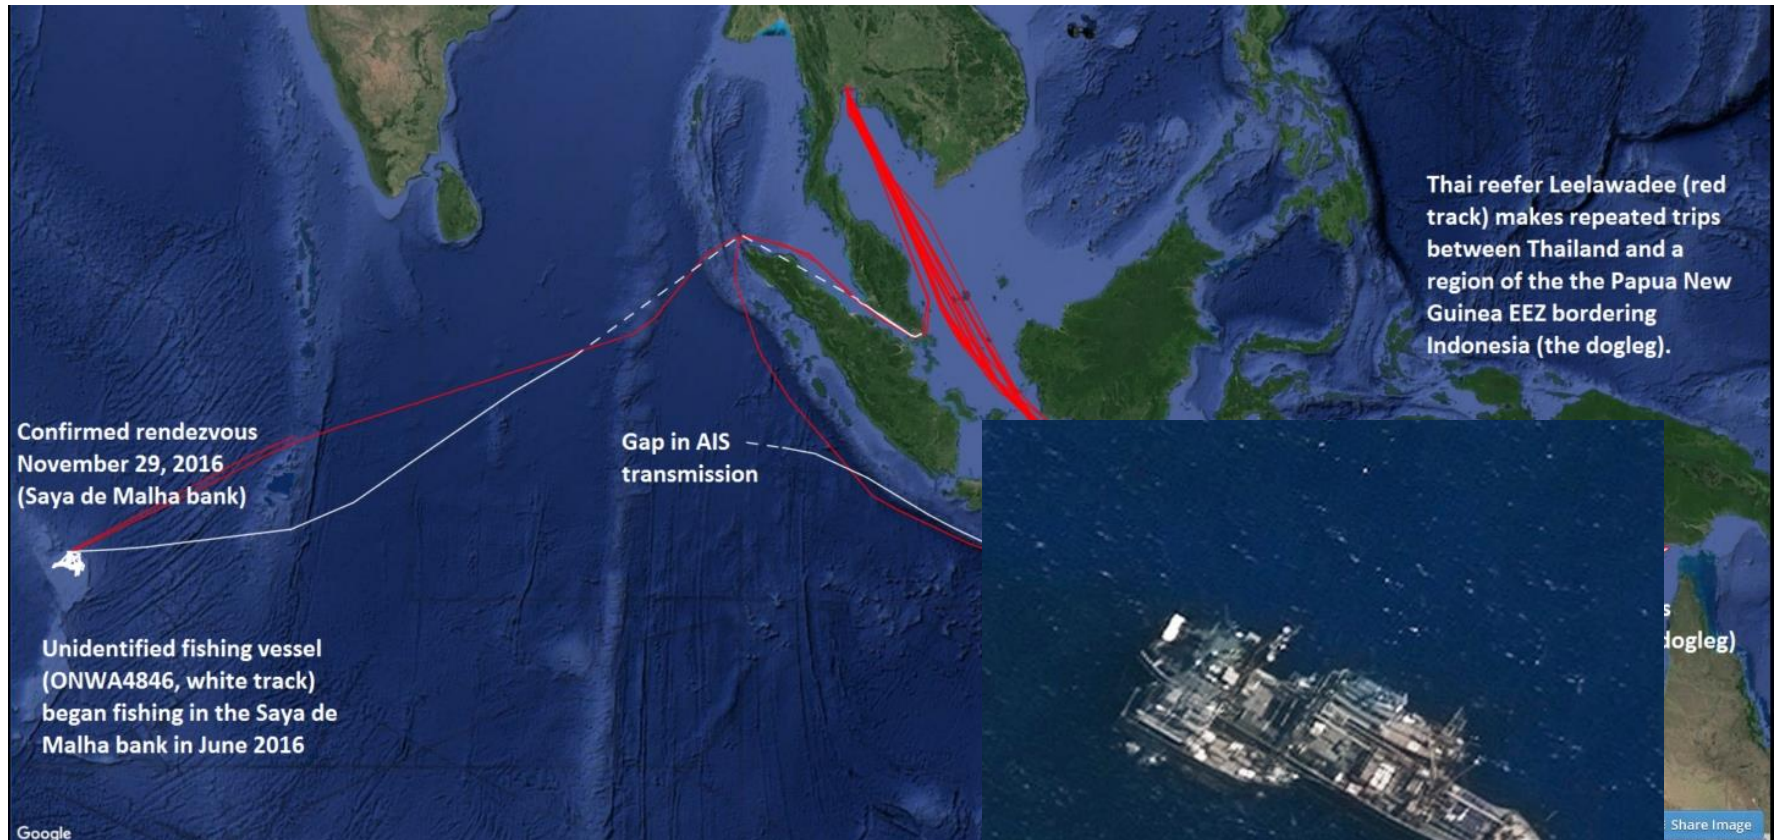 Thai reefer Leelawadee (red
track) makes repeated trips
between Thailand and a
region of the the Papua New
Guinea EEZ bordering
Indonesia (the dogleg).
Confirmed rendezvous
November 29, 2016
(Saya de Malha bank)
Gap in AIS
transmission
Unidentified fishing vessel
(ONWA4846, white track)
began fishing in the Saya de
Malha bank in June 2016
s
dogleg)
Google
Share Image